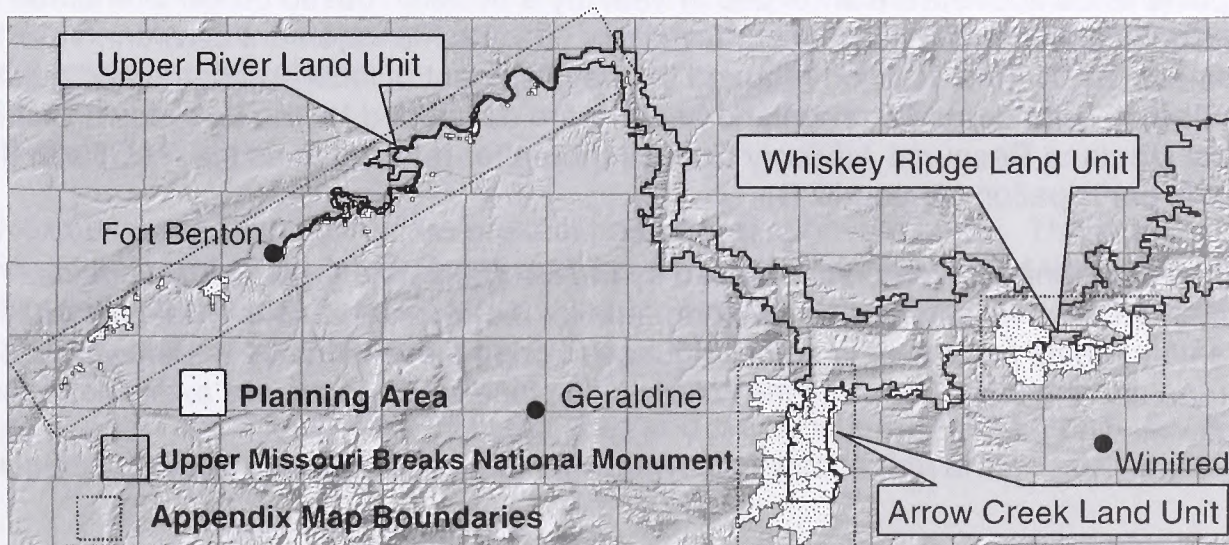 Upper River Land Unit
Whiskey Ridge Land Unit
Fort Benton
Planning Area
Geraldine
Upper Missouri Breaks National Monument
Winifred
Appendix Map Boundaries
Arrow Creek Land Unit